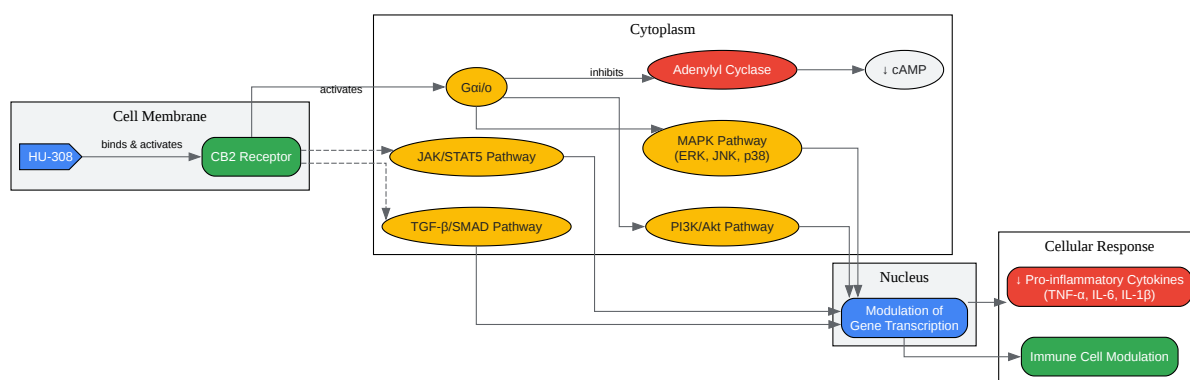 Cytoplasm
Gαi/o
inhibits
Adenylyl Cyclase
↓ cAMP
activates
Cell Membrane
HU-308
binds & activates
CB2 Receptor
JAK/STAT5 Pathway
MAPK Pathway
(ERK, JNK, p38)
TGF-β/SMAD Pathway
PI3K/Akt Pathway
Nucleus
Modulation of
Gene Transcription
Cellular Response
↓ Pro-inflammatory Cytokines
(TNF-α, IL-6, IL-1β)
Immune Cell Modulation